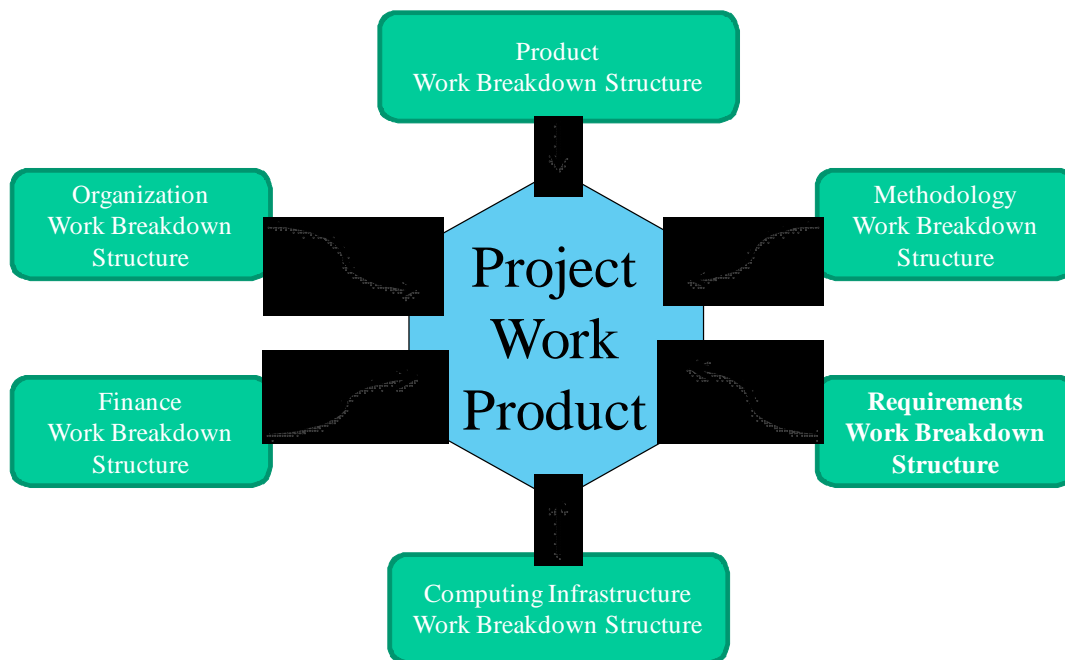 Product
Work Breakdown Structure
Organization
Work Breakdown
Structure
Methodology
Work Breakdown
Structure
Project
Work
Product
Finance
Work Breakdown
Structure
Requirements
Work Breakdown
Structure
Computing Infrastructure
Work Breakdown Structure